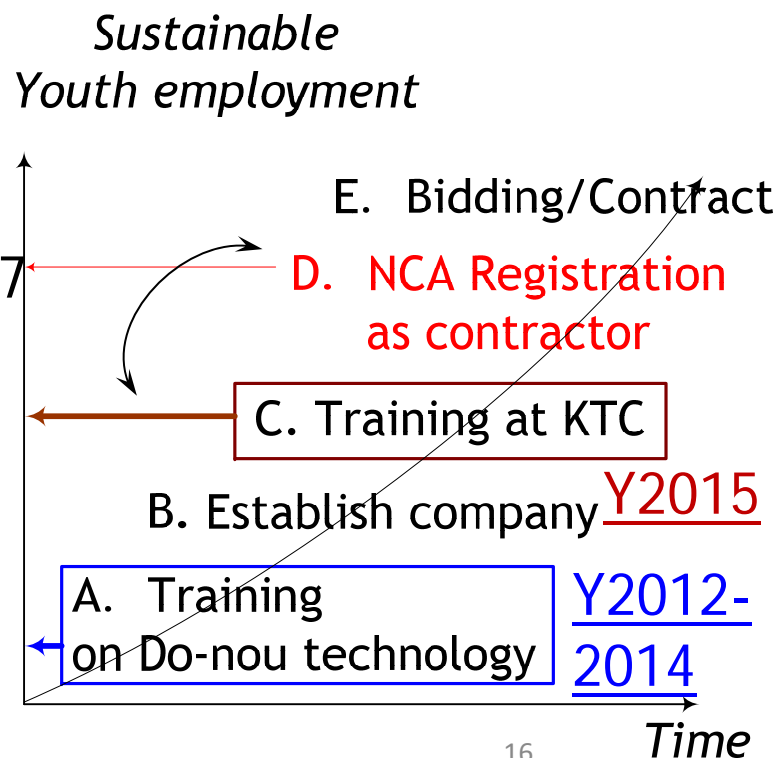 Sustainable
Youth employment
E. Bidding/Contract
7
D. NCA Registration
as contractor
C. Training at KTC
B. Establish company
Y2015
A. Training
on Do-nou technology
Y2012-
2014
Time
16